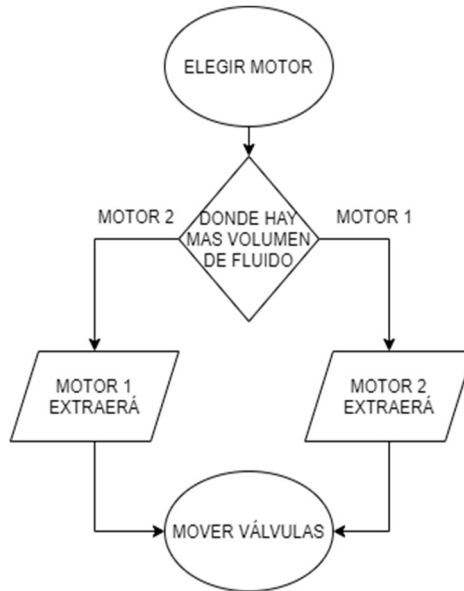 ELEGIR MOTOR
MOTOR 2
DONDE HAY
MAS VOLUMEN
DE FLUIDO
MOTOR 1
MOTOR 1
EXTRAERÁ
MOTOR 2
EXTRAERÁ
MOVER VÁLVULAS